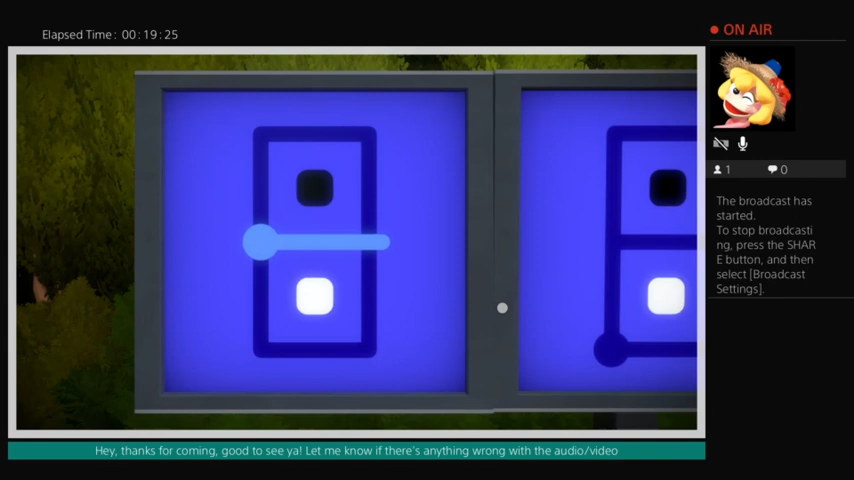 Elapsed Time: 00:19:25
ON AIR
1
0
The broadcast has
started.
To stop broadcasti
ng, press the SHAR
E button, and then
select [Broadcast
Settings].
Hey, thanks for coming, good to see ya! Let me know if there's anything wrong with the audio/video